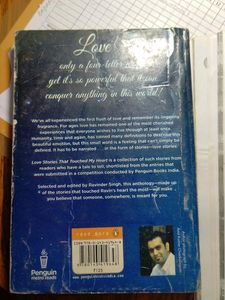 Love
only a four-letter word
yet it's so powerful that it can
conquer anything in this world!
We've all experienced the first flush of love and remember its lingering
fragrance. For ages love has remained one of the most cherished
experiences that everyone wishes to live through at least once.
Humanity, time and again, has coined many definitions to describe this
beautiful emotion, but this small word is a feeling that can't simply be
defined. It has to be narrated ... in the form of stories—love stories.
Love Stories That Touched My Heart is a collection of such stories from
readers who have a tale to tell, shortlisted from the entries that
were submitted in a competition conducted by Penguin Books India.
Selected and edited by Ravinder Singh, this anthology—made up
of the stories that touched Ravin's heart the most—will make
you believe that someone, somewhere, is meant for you.
read more
Penguin
metro reads
₹125